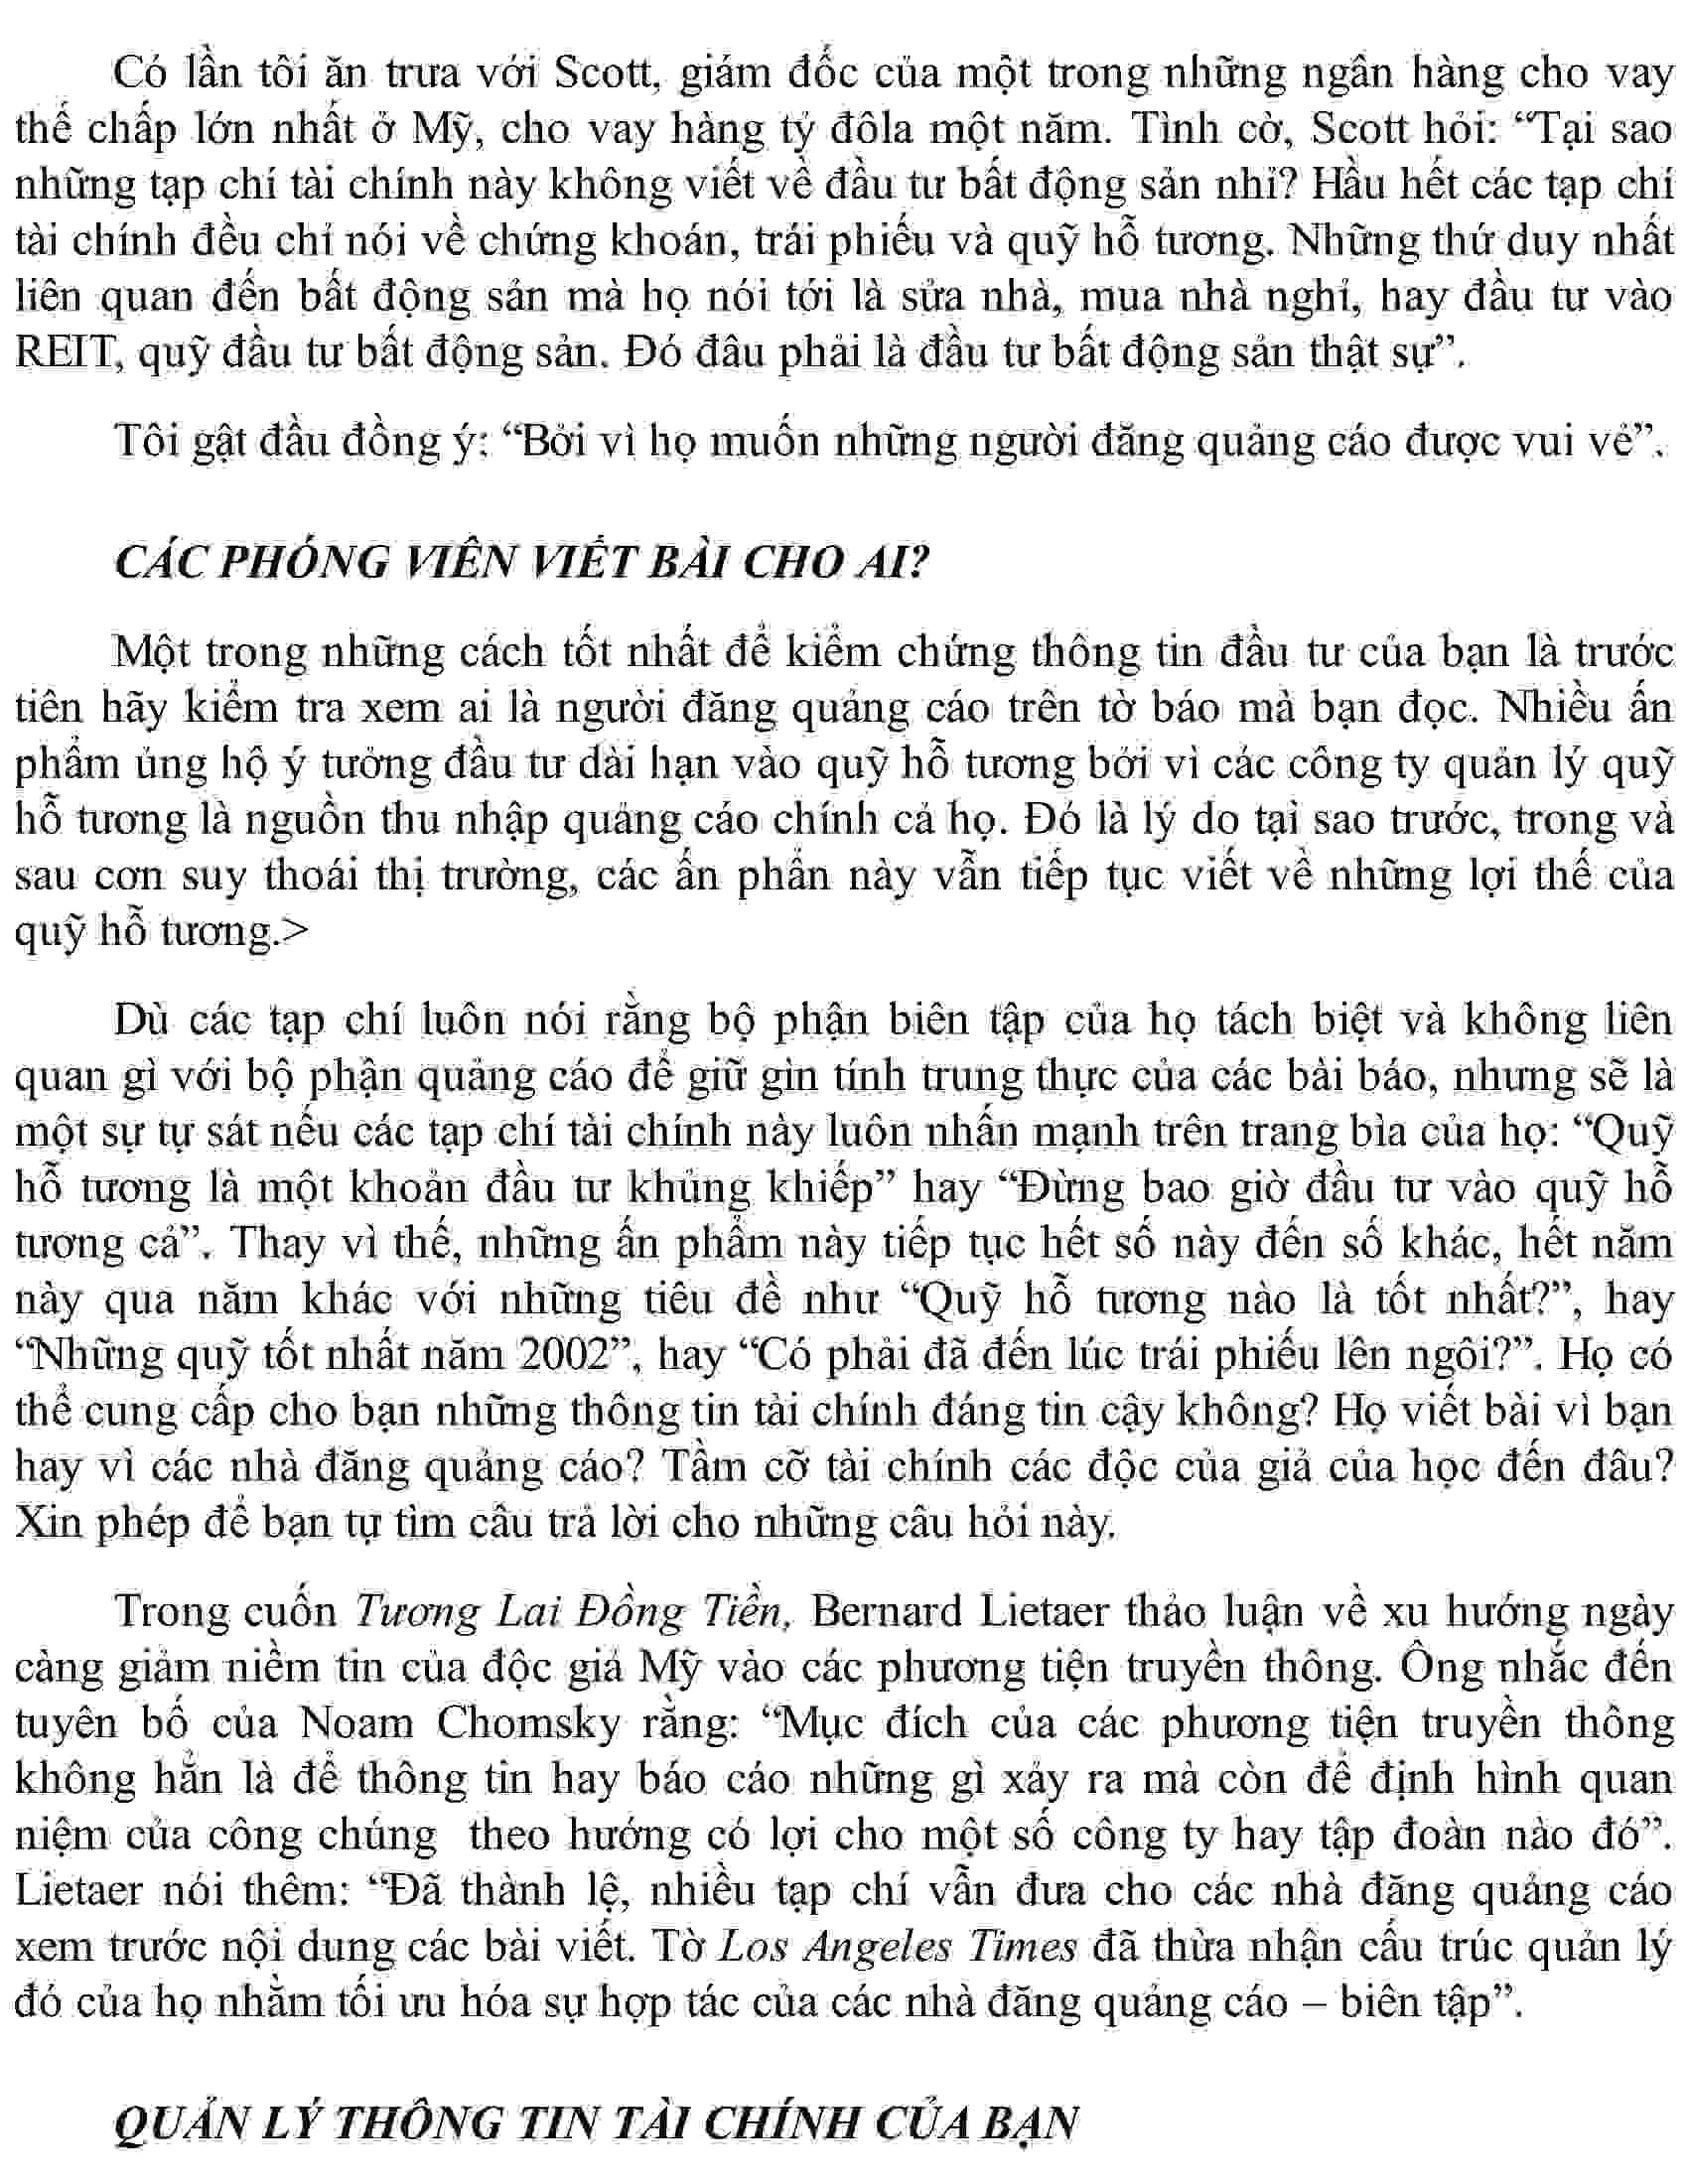 Có lần tôi ăn trưa với Scott, giám đốc của một trong những ngân hàng cho vay
thế chấp lớn nhất ở Mỹ, cho vay hàng tỷ đôla một năm. Tình cờ, Scott hỏi: “Tại sao
những tạp chí tài chính này không viết về đầu tư bất động sản nhỉ? Hầu hết các tạp chí
tài chính đều chỉ nói về chứng khoán, trái phiếu và quỹ hỗ tương. Những thứ duy nhất
liên quan đến bất động sản mà họ nói tới là sửa nhà, mua nhà nghỉ, hay đầu tư vào
REIT, quỹ đầu tư bất động sản. Đó đâu phải là đầu tư bất động sản thật sự”.
Tôi gật đầu đồng ý: “Bởi vì họ muốn những người đăng quảng cáo được vui vẻ”.
CÁC PHÓNG VIÊN VIẾT BÀI CHO AI?
Một trong những cách tốt nhất để kiểm chứng thông tin đầu tư của bạn là trước
tiên hãy kiểm tra xem ai là người đăng quảng cáo trên tờ báo mà bạn đọc. Nhiều ấn
phẩm ủng hộ ý tưởng đầu tư dài hạn vào quỹ hỗ tương bởi vì các công ty quản lý quỹ
hỗ tương là nguồn thu nhập quảng cáo chính cả họ. Đó là lý do tại sao trước, trong và
sau cơn suy thoái thị trường, các ấn phẩn này vẫn tiếp tục viết về những lợi thế của
quỹ hỗ tương.>
Dù các tạp chí luôn nói rằng bộ phận biên tập của họ tách biệt và không liên
quan gì với bộ phận quảng cáo để giữ gìn tính trung thực của các bài báo, nhưng sẽ là
một sự tự sát nếu các tạp chí tài chính này luôn nhấn mạnh trên trang bìa của họ: “Quỹ
hỗ tương là một khoản đầu tư khủng khiếp” hay “Đừng bao giờ đầu tư vào quỹ hỗ
tương cả”. Thay vì thế, những ấn phẩm này tiếp tục hết số này đến số khác, hết năm
này qua năm khác với những tiêu đề như “Quỹ hỗ tương nào là tốt nhất?”, hay
“Những quỹ tốt nhất năm 2002”, hay “Có phải đã đến lúc trái phiếu lên ngôi?”. Họ có
thể cung cấp cho bạn những thông tin tài chính đáng tin cậy không? Họ viết bài vì bạn
hay vì các nhà đăng quảng cáo? Tầm cỡ tài chính các độc của giả của học đến đâu?
Xin phép để bạn tự tìm câu trả lời cho những câu hỏi này.
Trong cuốn Tương Lai Đồng Tiền, Bernard Lietaer thảo luận về xu hướng ngày
càng giảm niềm tin của độc giả Mỹ vào các phương tiện truyền thông. Ông nhắc đến
tuyên bố của Noam Chomsky rằng: “Mục đích của các phương tiện truyền thông
không hẳn là để thông tin hay báo cáo những gì xảy ra mà còn để định hình quan
niệm của công chúng theo hướng có lợi cho một số công ty hay tập đoàn nào đó”.
Lietaer nói thêm: “Đã thành lệ, nhiều tạp chí vẫn đưa cho các nhà đăng quảng cáo
xem trước nội dung các bài viết. Tờ Los Angeles Times đã thừa nhận cấu trúc quản lý
đó của họ nhằm tối ưu hóa sự hợp tác của các nhà đăng quảng cáo – biên tập”.
QUẢN LÝ THÔNG TIN TÀI CHÍNH CỦA BẠN